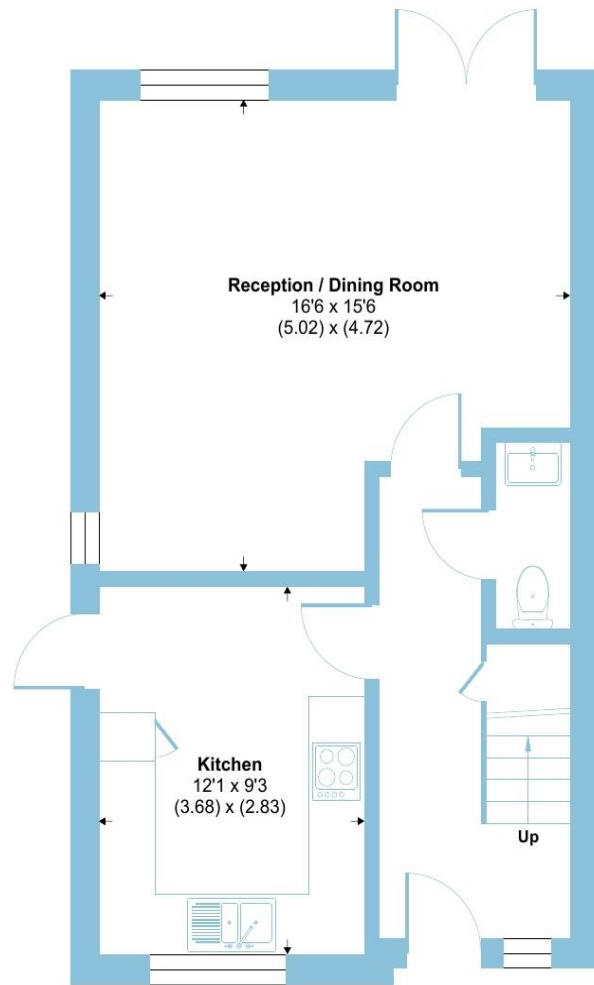 Reception / Dining Room
16'6 x 15'6
(5.02) x (4.72)
Kitchen
12'1 x 9'3
(3.68) x (2.83)
Up